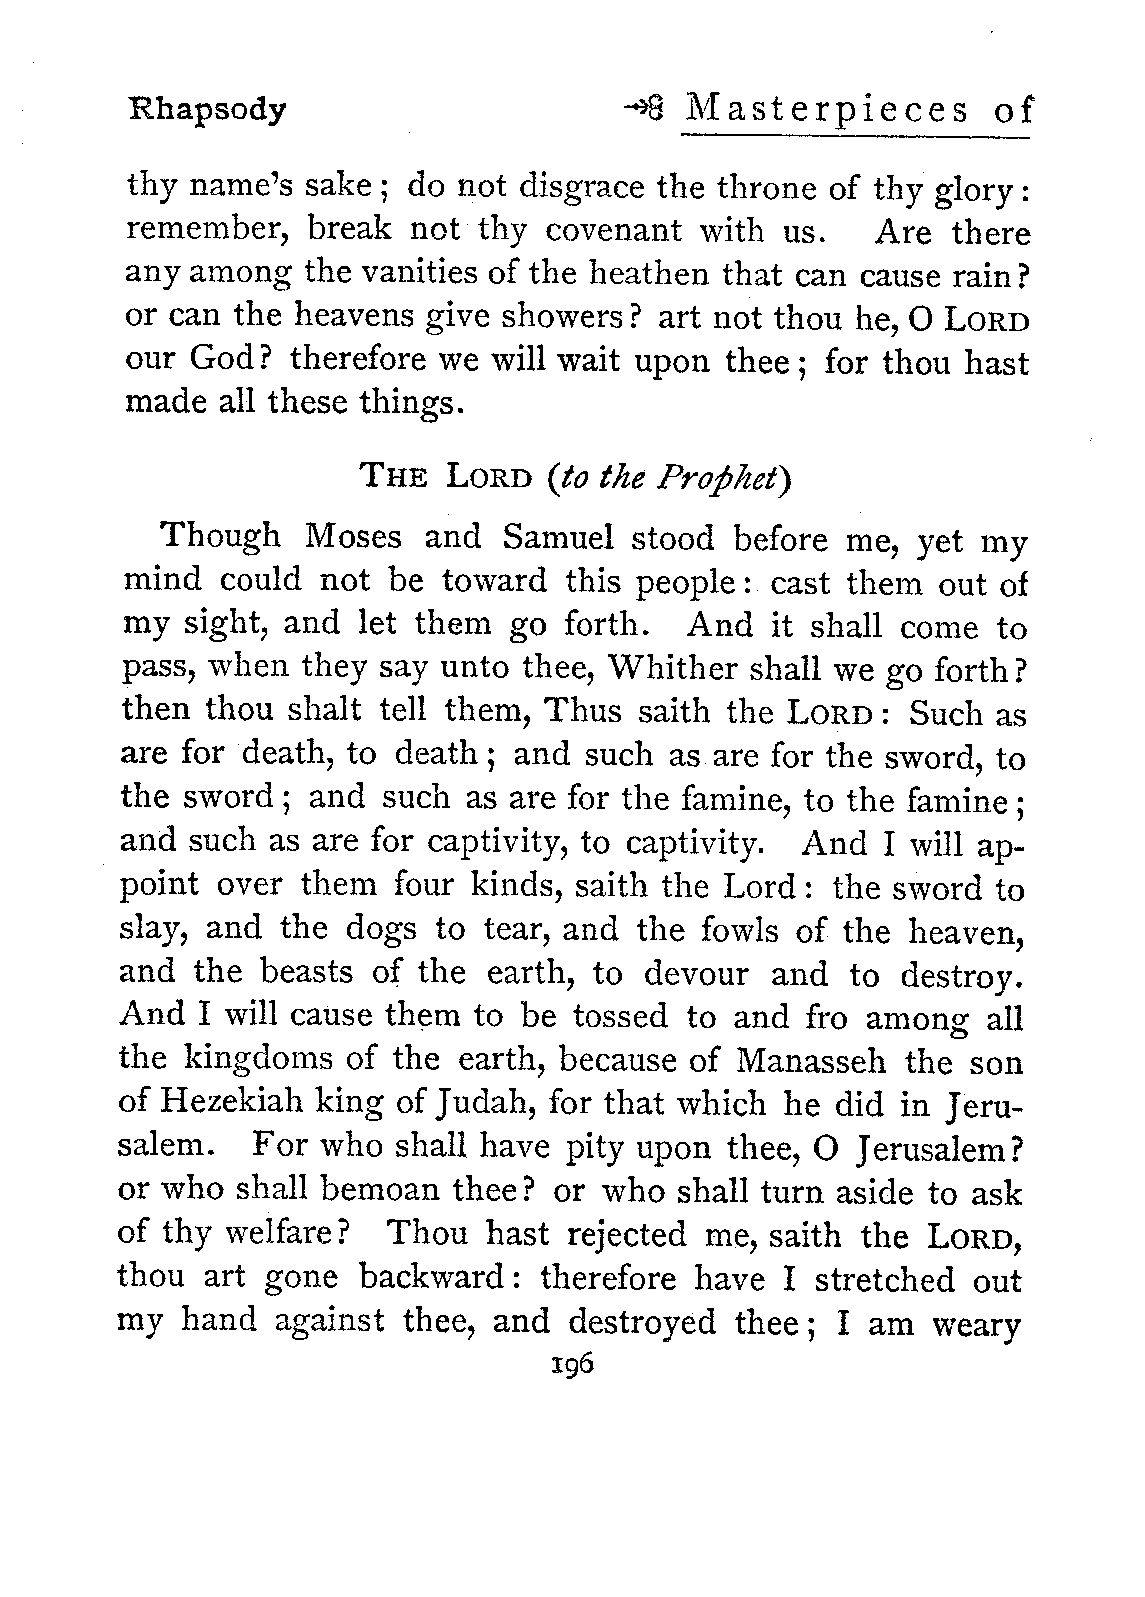 Rhapsody Masterpieces of
thy name's sake; do not disgrace the throne of thy glory:
remember, break not thy covenant with us. Are there
any among the vanities of the heathen that can cause rain?
or can the heavens give showers? art not thou he, O LORD
our God? therefore we will wait upon thee; for thou hast
made all these things.
THE LORD (to the Prophet)
Though Moses and Samuel stood before me, yet my
mind could not be toward this people: cast them out of
my sight, and let them go forth. And it shall come to
pass, when they say unto thee, Whither shall we go forth?
then thou shalt tell them, Thus saith the LORD: Such as
are for death, to death; and such as are for the sword, to
the sword; and such as are for the famine, to the famine;
and such as are for captivity, to captivity. And I will ap-
point over them four kinds, saith the Lord: the sword to
slay, and the dogs to tear, and the fowls of the heaven,
and the beasts of the earth, to devour and to destroy.
And I will cause them to be tossed to and fro among all
the kingdoms of the earth, because of Manasseh the son
of Hezekiah king of Judah, for that which he did in Jeru-
salem. For who shall have pity upon thee, O Jerusalem?
or who shall bemoan thee? or who shall turn aside to ask
of thy welfare? Thou hast rejected me, saith the LORD,
thou art gone backward: therefore have I stretched out
my hand against thee, and destroyed thee; I am weary
196